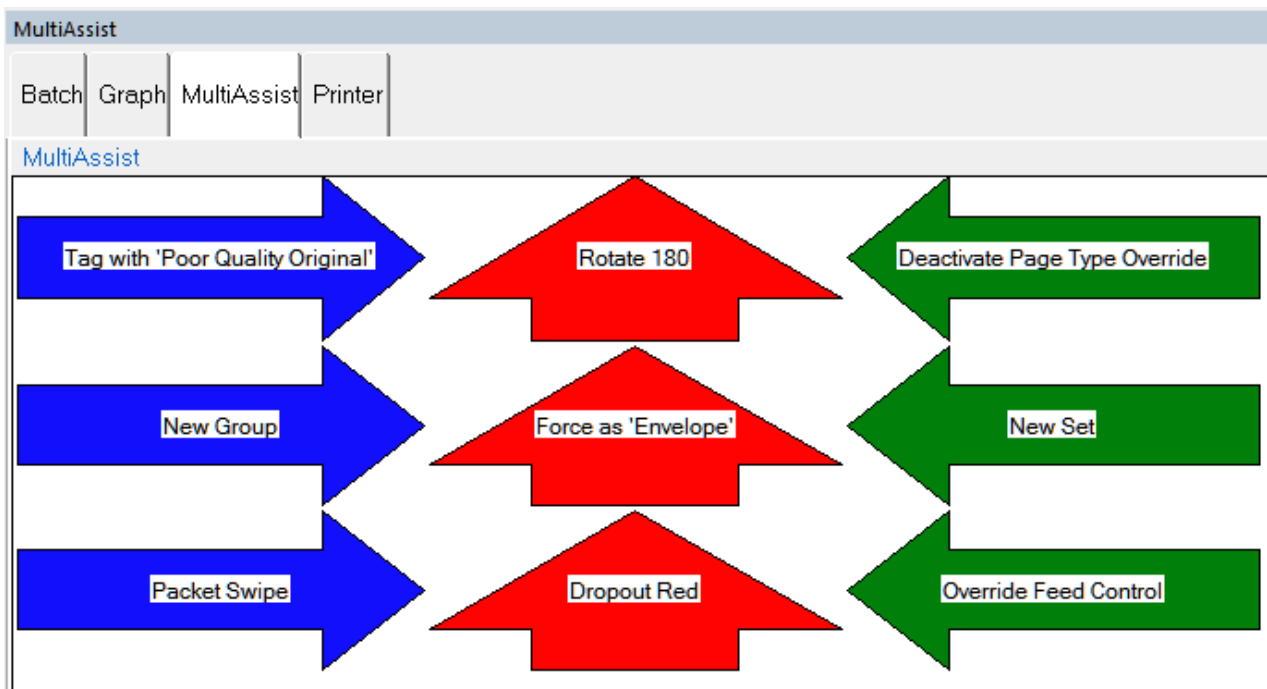 MultiAssist
Batch Graph MultiAssist Printer
MultiAssist
Tag with 'Poor Quality Original' Rotate 180 Deactivate Page Type Override
New Group Force as 'Envelope' New Set
Packet Swipe Dropout Red Override Feed Control